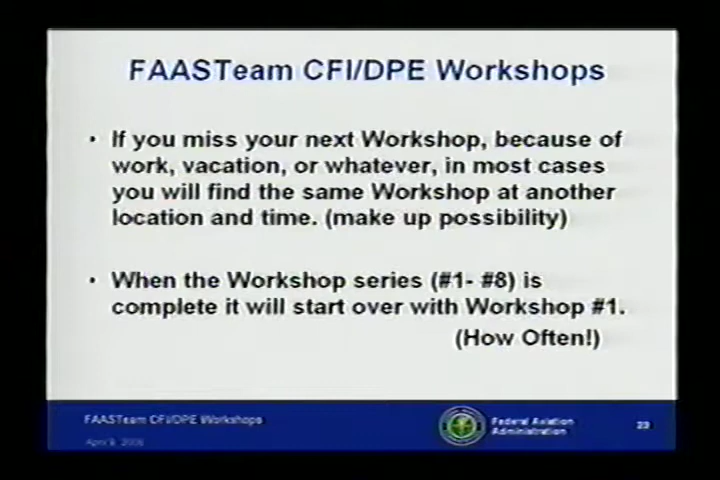 FAASTeam CFI/DPE Workshops
• If you miss your next Workshop, because of
work, vacation, or whatever, in most cases
you will find the same Workshop at another
location and time. (make up possibility)
• When the Workshop series (#1- #8) is
complete it will start over with Workshop #1.
(How Often!)
FAASTeam CFI/DPE Workshops
Federal Aviation
Administration
23
April